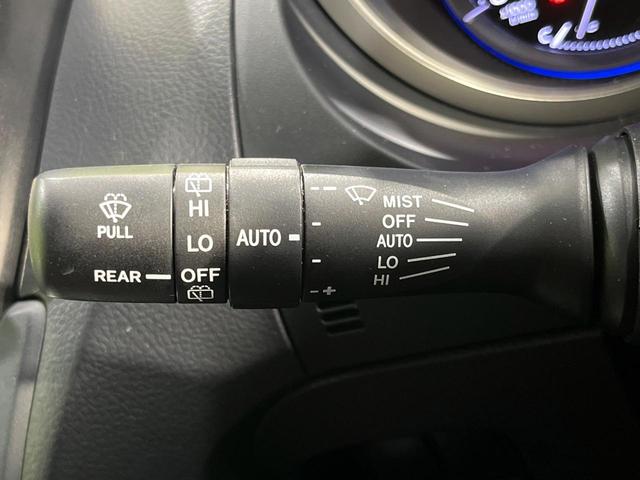 PULL
REAR
HI
LO
OFF
AUTO
- +
MIST
OFF
AUTO
LO
HI
C